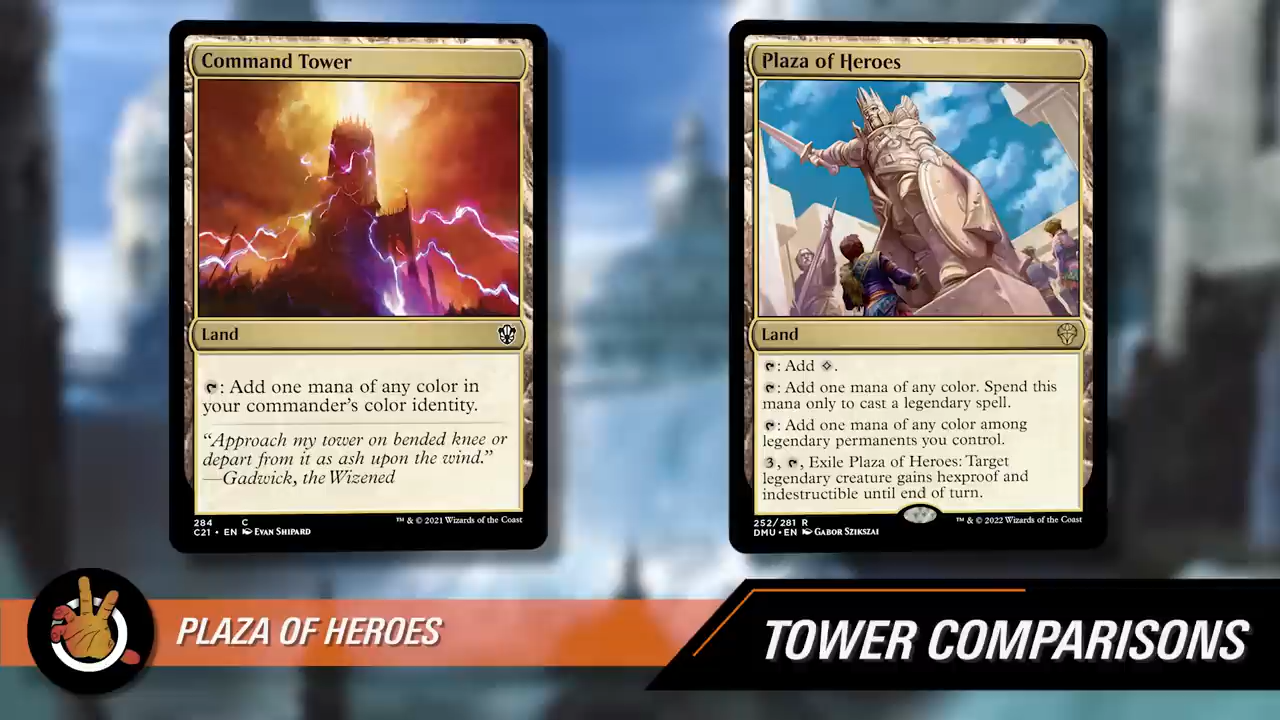 Command Tower
Land
: Add one mana of any color in
your commander's color identity.
“Approach my tower on bended knee or
depart from it as ash upon the wind.”
—Gadwick, the Wizened
284 C
C21 • EN Evan Shipard
™ & © 2021 Wizards of the Coast
Plaza of Heroes
Land
: Add .
: Add one mana of any color. Spend this
mana only to cast a legendary spell.
: Add one mana of any color among
legendary permanents you control.
3, , Exile Plaza of Heroes: Target
legendary creature gains hexproof and
indestructible until end of turn.
252/281 R
DMU • EN Gabor Szikszai
™ & © 2022 Wizards of the Coast
PLAZA OF HEROES
TOWER COMPARISONS